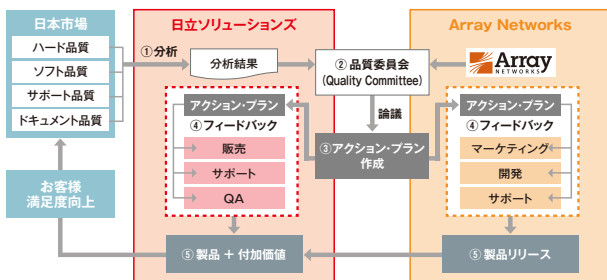 日本市場
ハード品質
ソフト品質
サポート品質
ドキュメント品質
お客様
満足度向上
日立ソリューションズ
①分析
分析結果
②品質委員会
(Quality Committee)
論議
③アクション・プラン
作成
アクション・プラン
④フィードバック
販売
サポート
QA
⑤製品 + 付加価値
Array Networks
Array
NETWORKS
アクション・プラン
④フィードバック
マーケティング
開発
サポート
⑤製品リリース